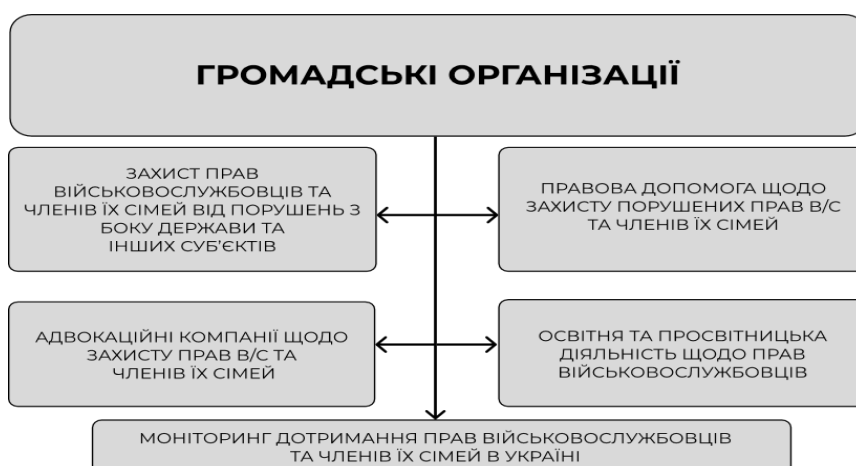 ГРОМАДСЬКІ ОРГАНІЗАЦІЇ
ЗАХИСТ ПРАВ
ВІЙСЬКОВОСЛУЖБОВЦІВ ТА
ЧЛЕНІВ ЇХ СІМЕЙ ВІД ПОРУШЕНЬ З
БОКУ ДЕРЖАВИ ТА
ІНШИХ СУБ'ЄКТІВ
ПРАВОВА ДОПОМОГА ЩОДО
ЗАХИСТУ ПОРУШЕНИХ ПРАВ В/С
ТА ЧЛЕНІВ ЇХ СІМЕЙ
АДВОКАЦІЙНІ КОМПАНІЇ ЩОДО
ЗАХИСТУ ПРАВ В/С ТА
ЧЛЕНІВ ЇХ СІМЕЙ
ОСВІТНЯ ТА ПРОСВІТНИЦЬКА
ДІЯЛЬНІСТЬ ЩОДО ПРАВ
ВІЙСЬКОВОСЛУЖБОВЦІВ
МОНІТОРИНГ ДОТРИМАННЯ ПРАВ ВІЙСЬКОВОСЛУЖБОВЦІВ
ТА ЧЛЕНІВ ЇХ СІМЕЙ В УКРАЇНІ